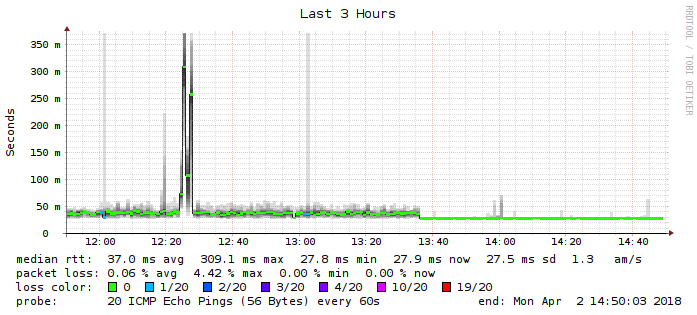 Last 3 Hours
RRDTOOL / TOBI OETIKER
Seconds
350 m
300 m
250 m
200 m
150 m
100 m
50 m
0
12:00 12:20 12:40 13:00 13:20 13:40 14:00 14:20 14:40
median rtt: 37.0 ms avg 309.1 ms max 27.8 ms min 27.9 ms now 27.5 ms sd 1.3 am/s
packet loss: 0.06 % avg 4.42 % max 0.00 % min 0.00 % now
loss color: 0 1/20 2/20 3/20 4/20 10/20 19/20
probe: 20 ICMP Echo Pings (56 Bytes) every 60s end: Mon Apr 2 14:50:03 2018